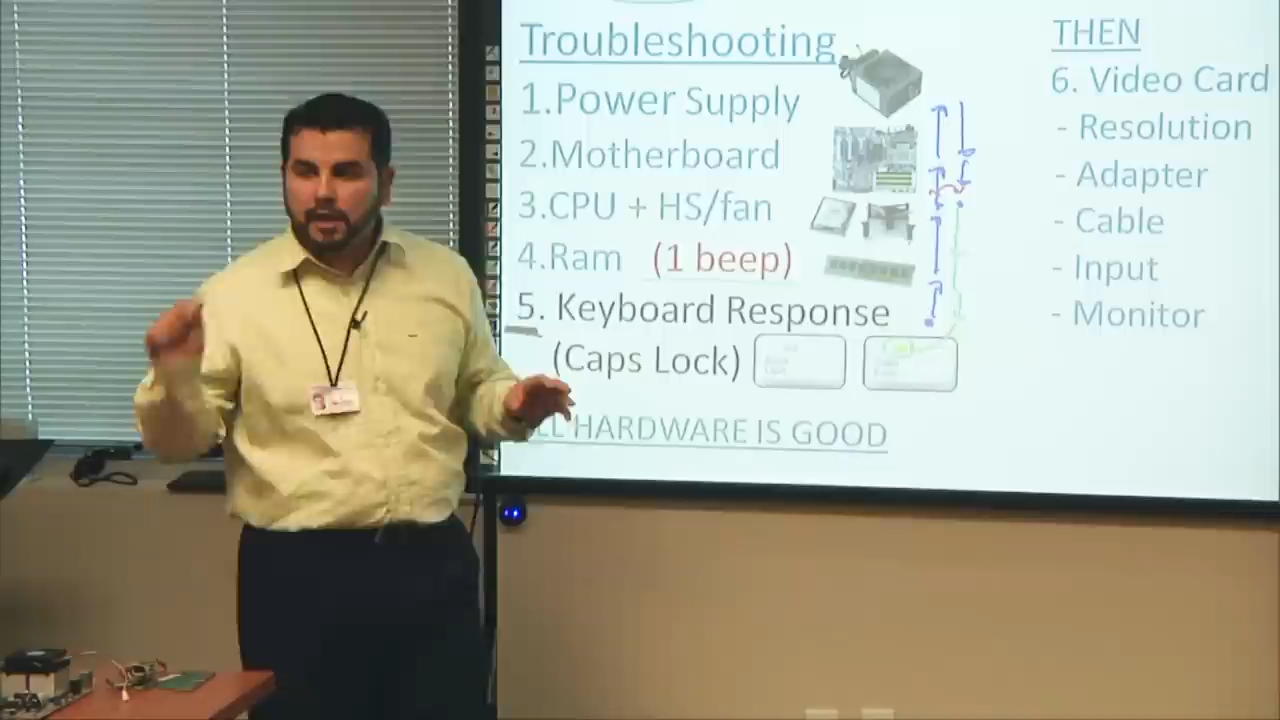 Troubleshooting
1.Power Supply
2.Motherboard
3.CPU + HS/fan
4.Ram (1 beep)
5. Keyboard Response
(Caps Lock)
HARDWARE IS GOOD
THEN
6. Video Card
- Resolution
- Adapter
- Cable
- Input
- Monitor